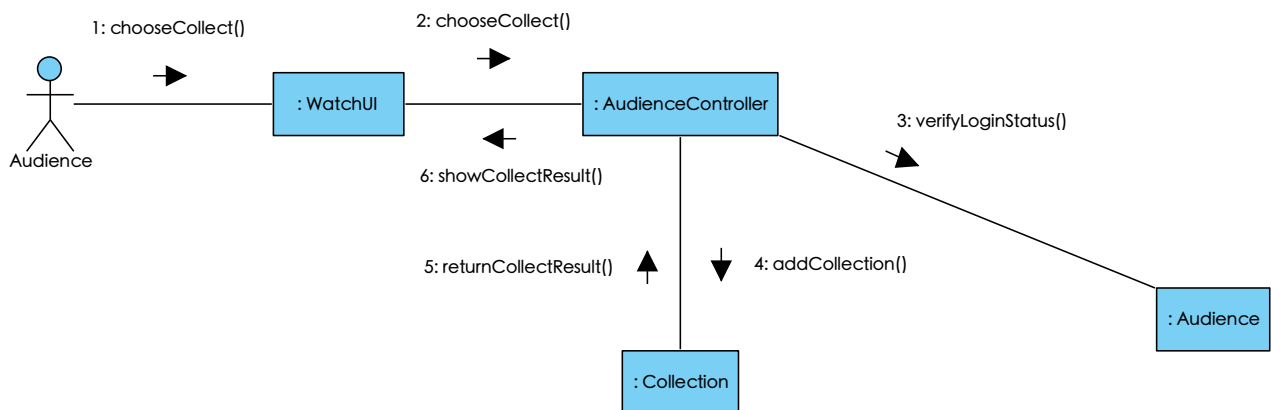 1: chooseCollect()
2: chooseCollect()
: WatchUI
: AudienceController
3: verifyLoginStatus()
Audience
6: showCollectResult()
5: returnCollectResult()
4: addCollection()
: Audience
: Collection